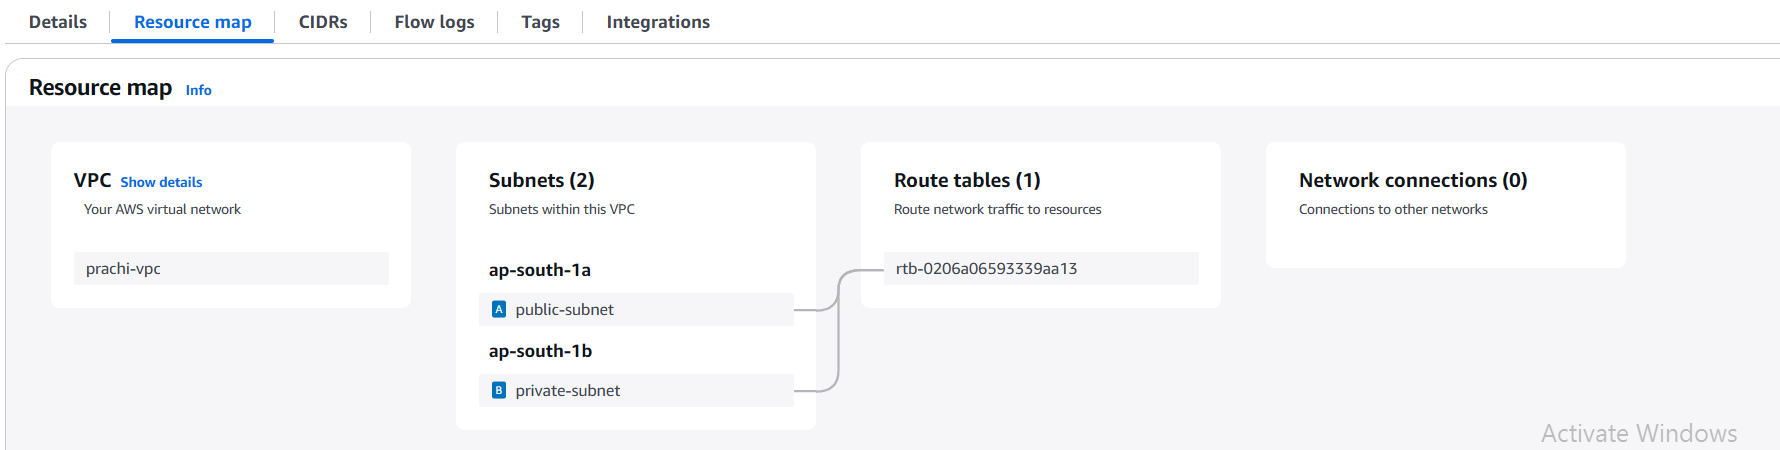 Details
Resource map
CIDRs
Flow logs
Tags
Integrations
Resource map Info
VPC Show details
Your AWS virtual network
prachi-vpc
Subnets (2)
Subnets within this VPC
ap-south-1a
A public-subnet
ap-south-1b
B private-subnet
Route tables (1)
Route network traffic to resources
rtb-0206a06593339aa13
Network connections (0)
Connections to other networks
Activate Windows